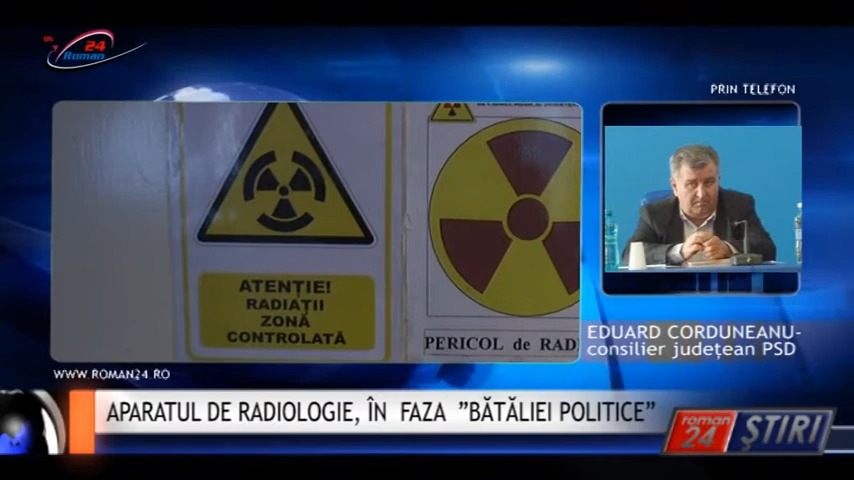 24
Roman
PRIN TELEFON
ATENȚIE!
RADIAȚII
ZONĂ
CONTROLATĂ
PERICOL de RAD
EDUARD CORDUNEANU-
consilier județean PSD
WWW.ROMAN24.RO
APARATUL DE RADIOLOGIE, ÎN FAZA ”BĂTĂLIEI POLITICE”
roman
24 ȘTIRI